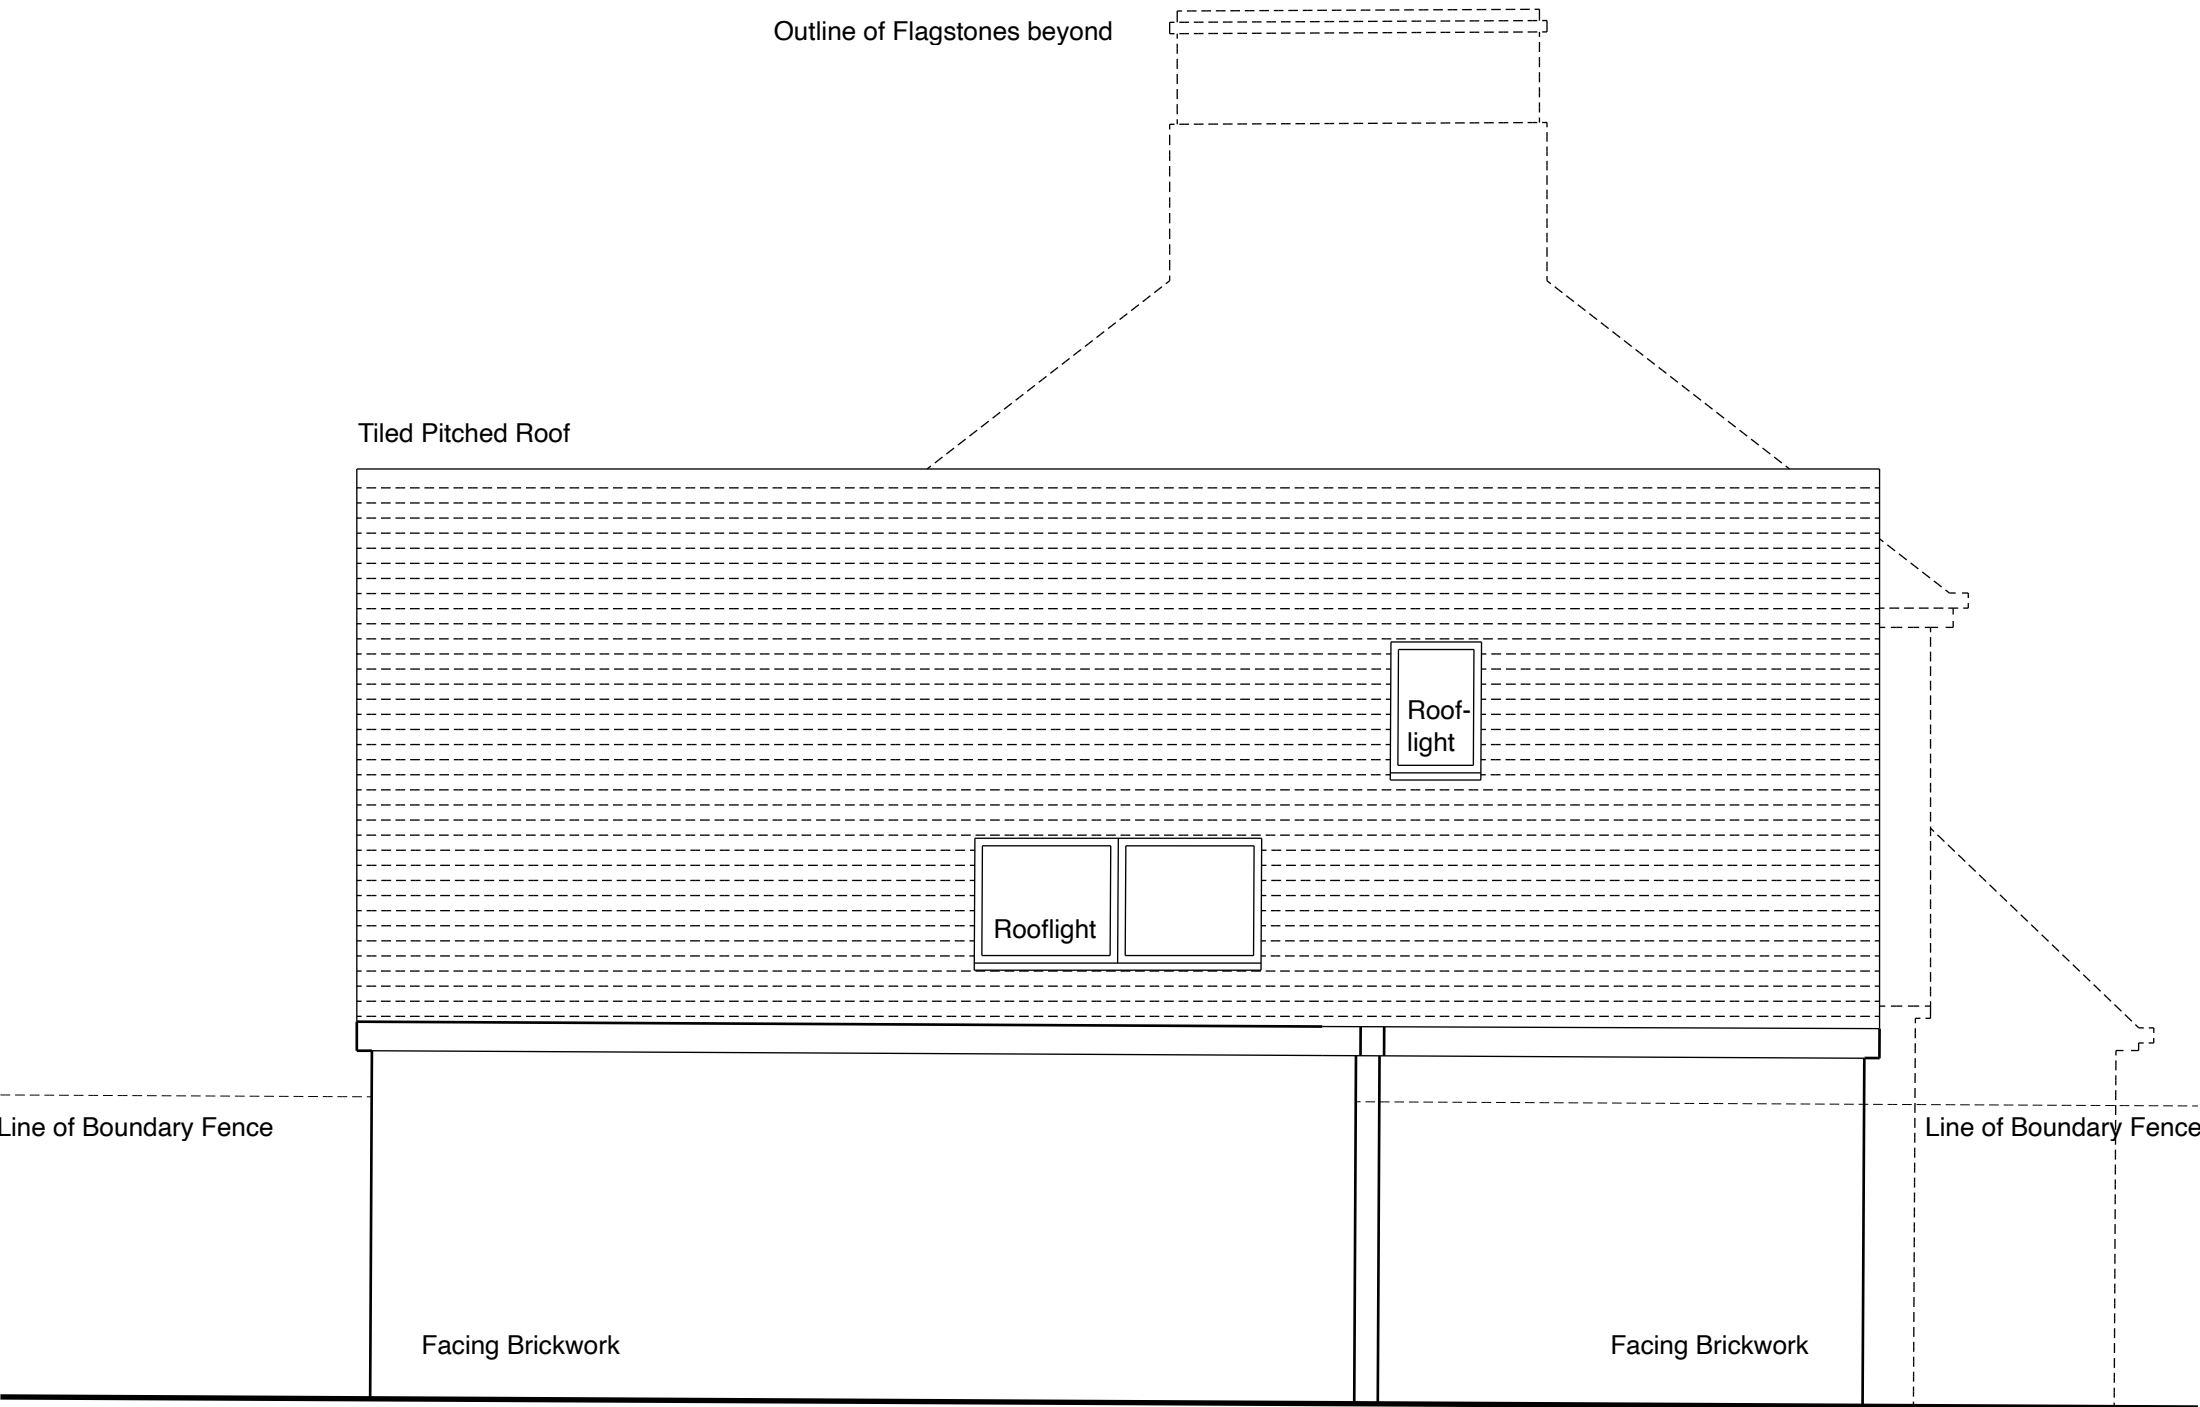 Outline of Flagstones beyond
Tiled Pitched Roof
Roof-
light
Rooflight
Line of Boundary Fence
Line of Boundary Fence
Facing Brickwork
Facing Brickwork